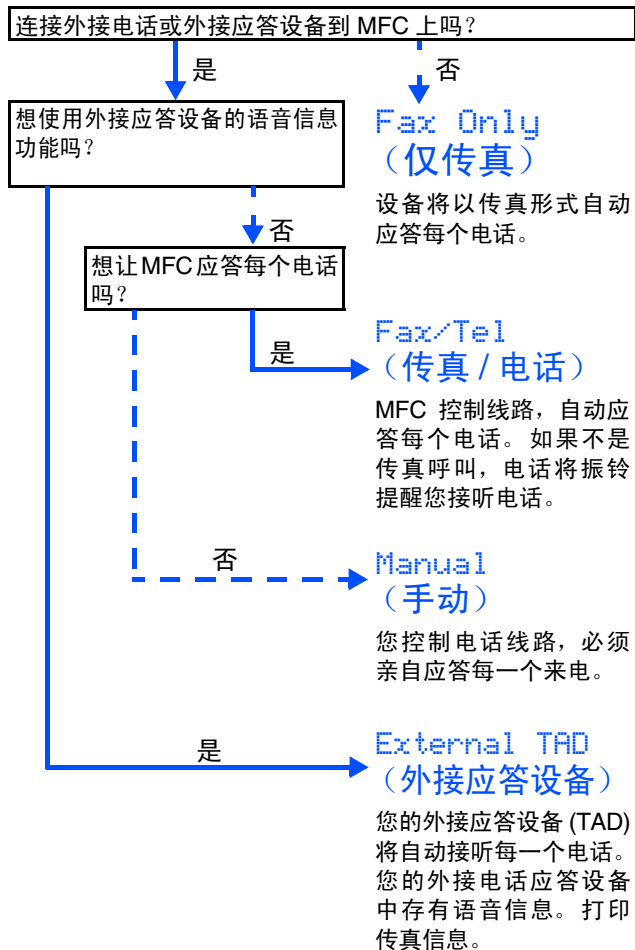 连接外接电话或外接应答设备到 MFC 上吗？
是
否
想使用外接应答设备的语音信息
功能吗？
Fax Only
（仅传真）
设备将以传真形式自动
应答每个电话。
否
想让MFC应答每个电话
吗？
是
Fax/Tel
（传真 / 电话）
MFC 控制线路，自动应
答每个电话。如果不是
传真呼叫，电话将振铃
提醒您接听电话。
否
Manual
（手动）
您控制电话线路，必须
亲自应答每一个来电。
是
External TAD
（外接应答设备）
您的外接应答设备 (TAD)
将自动接听每一个电话。
您的外接电话应答设备
中存有语音信息。打印
传真信息。